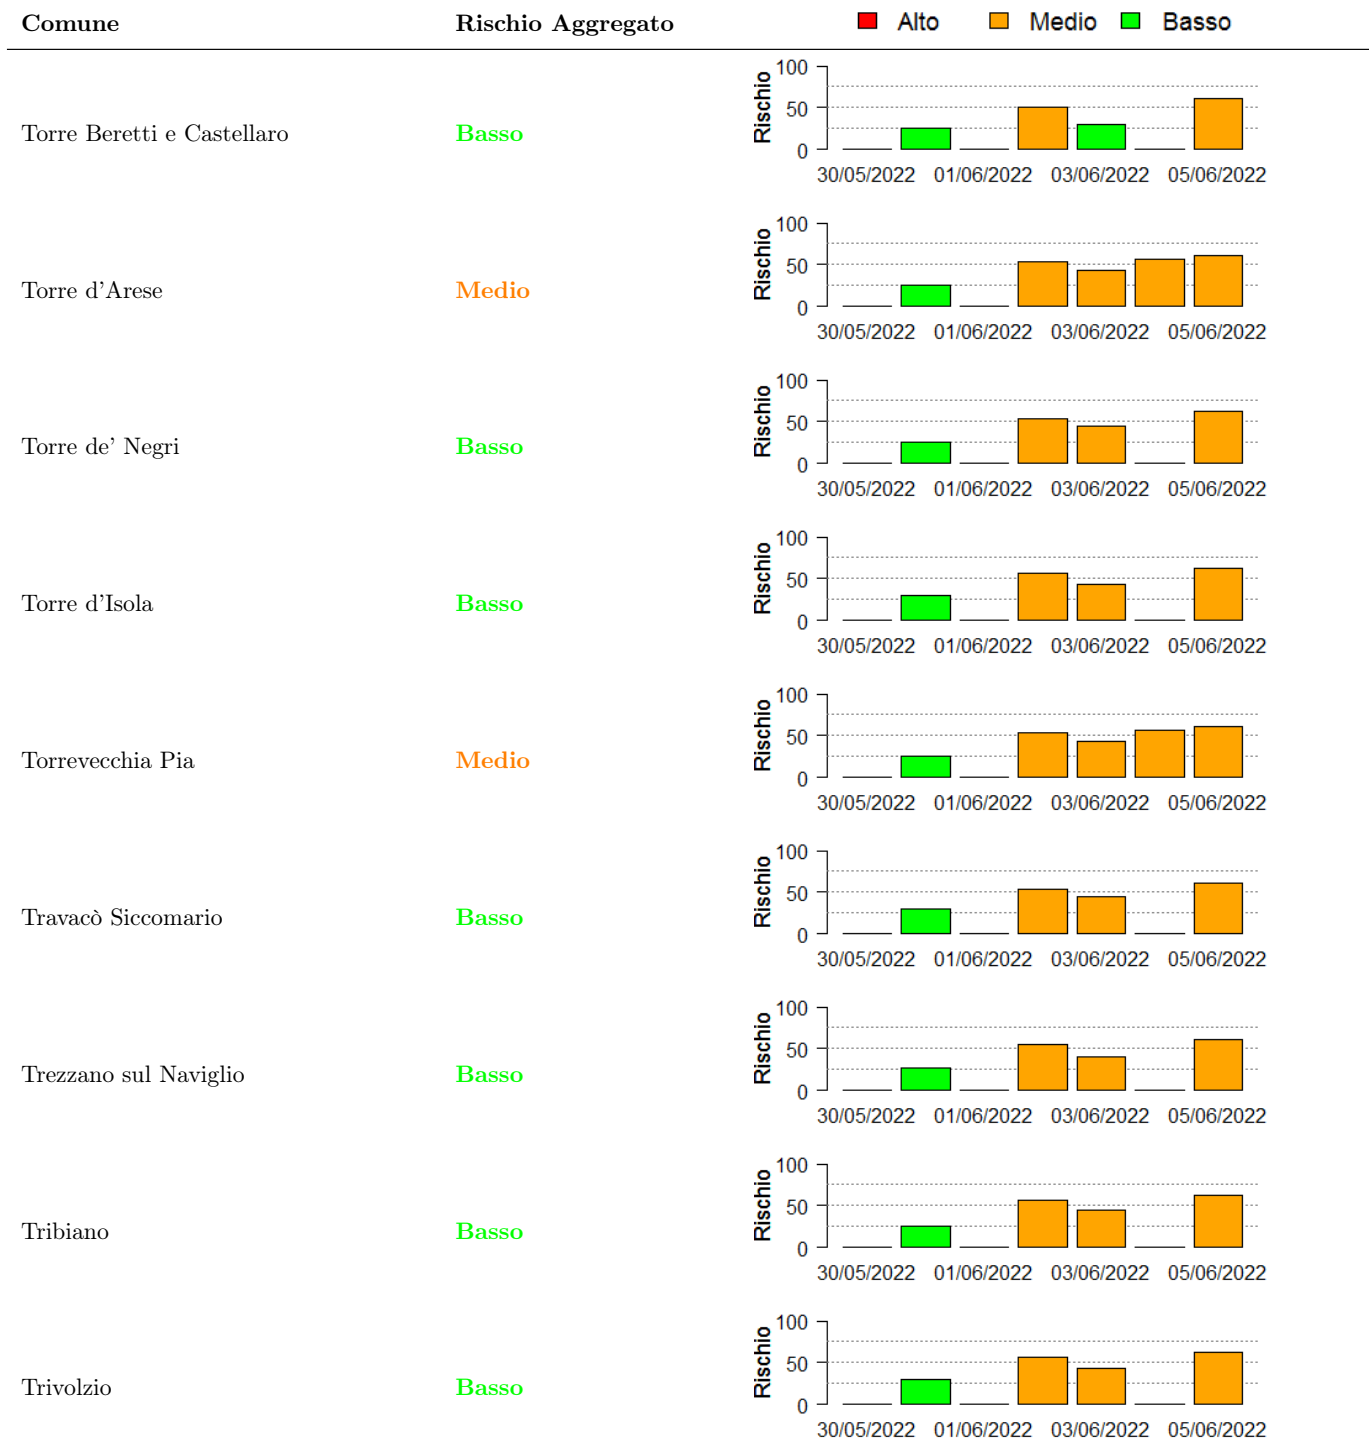 Comune Rischio Aggregato Alto Medio Basso
Torre Beretti e Castellaro Basso
Rischio
100
50
0
30/05/2022 01/06/2022 03/06/2022 05/06/2022
Torre d'Arese Medio
Rischio
100
50
0
30/05/2022 01/06/2022 03/06/2022 05/06/2022
Torre de' Negri Basso
Rischio
100
50
0
30/05/2022 01/06/2022 03/06/2022 05/06/2022
Torre d'Isola Basso
Rischio
100
50
0
30/05/2022 01/06/2022 03/06/2022 05/06/2022
Torrevecchia Pia Medio
Rischio
100
50
0
30/05/2022 01/06/2022 03/06/2022 05/06/2022
Travacò Siccomario Basso
Rischio
100
50
0
30/05/2022 01/06/2022 03/06/2022 05/06/2022
Trezzano sul Naviglio Basso
Rischio
100
50
0
30/05/2022 01/06/2022 03/06/2022 05/06/2022
Tribiano Basso
Rischio
100
50
0
30/05/2022 01/06/2022 03/06/2022 05/06/2022
Trivolzio Basso
Rischio
100
50
0
30/05/2022 01/06/2022 03/06/2022 05/06/2022